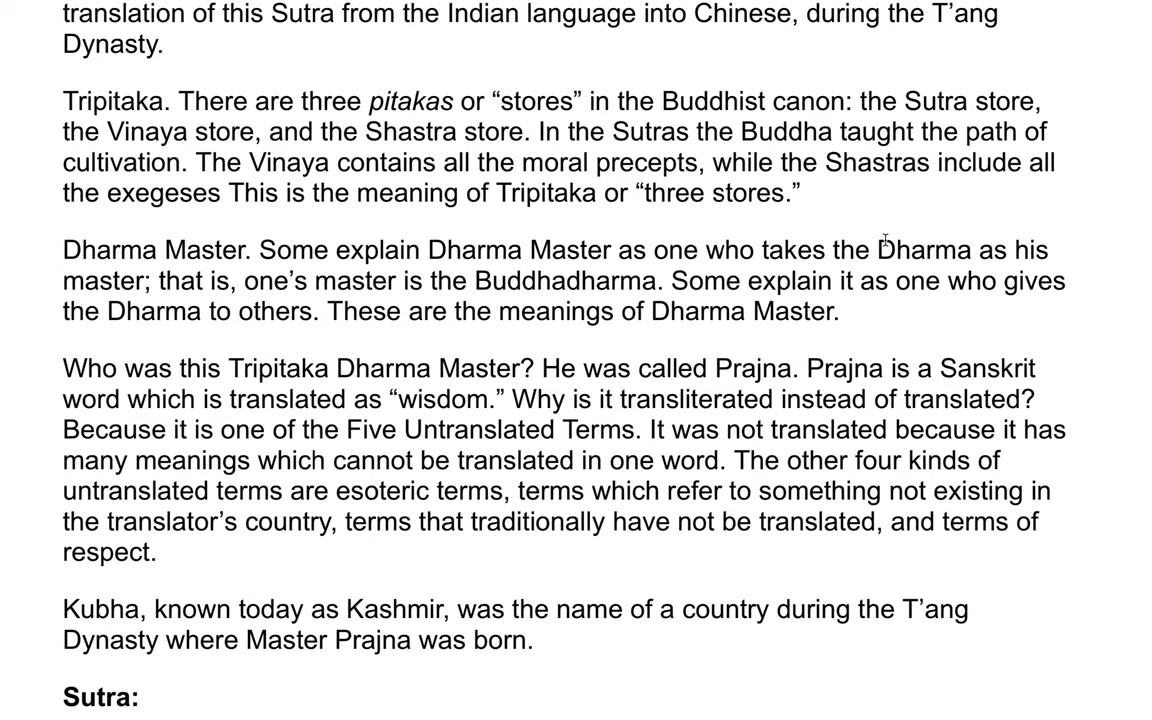 translation of this Sutra from the Indian language into Chinese, during the T’ang
Dynasty.
Tripitaka. There are three pitakas or “stores” in the Buddhist canon: the Sutra store,
the Vinaya store, and the Shastra store. In the Sutras the Buddha taught the path of
cultivation. The Vinaya contains all the moral precepts, while the Shastras include all
the exegeses This is the meaning of Tripitaka or “three stores.”
Dharma Master. Some explain Dharma Master as one who takes the Dharma as his
master; that is, one’s master is the Buddhadharma. Some explain it as one who gives
the Dharma to others. These are the meanings of Dharma Master.
Who was this Tripitaka Dharma Master? He was called Prajna. Prajna is a Sanskrit
word which is translated as “wisdom.” Why is it transliterated instead of translated?
Because it is one of the Five Untranslated Terms. It was not translated because it has
many meanings which cannot be translated in one word. The other four kinds of
untranslated terms are esoteric terms, terms which refer to something not existing in
the translator’s country, terms that traditionally have not be translated, and terms of
respect.
Kubha, known today as Kashmir, was the name of a country during the T’ang
Dynasty where Master Prajna was born.
Sutra: